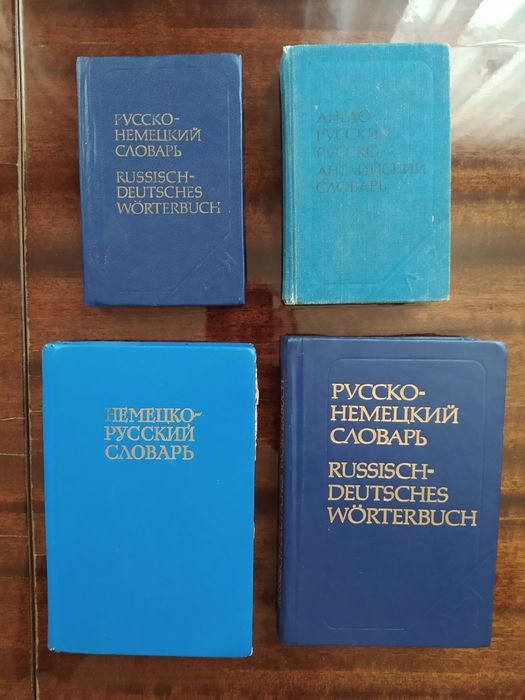 РУССКО-
НЕМЕЦКИЙ
СЛОВАРЬ
RUSSISCH-
DEUTSCHES
WÖRTERBUCH
АНГЛО-
РУССКИЙ
РУССКО-
АНГЛИЙСКИЙ
СЛОВАРЬ
НЕМЕЦКО-
РУССКИЙ
СЛОВАРЬ
РУССКО-
НЕМЕЦКИЙ
СЛОВАРЬ
RUSSISCH-
DEUTSCHES
WÖRTERBUCH